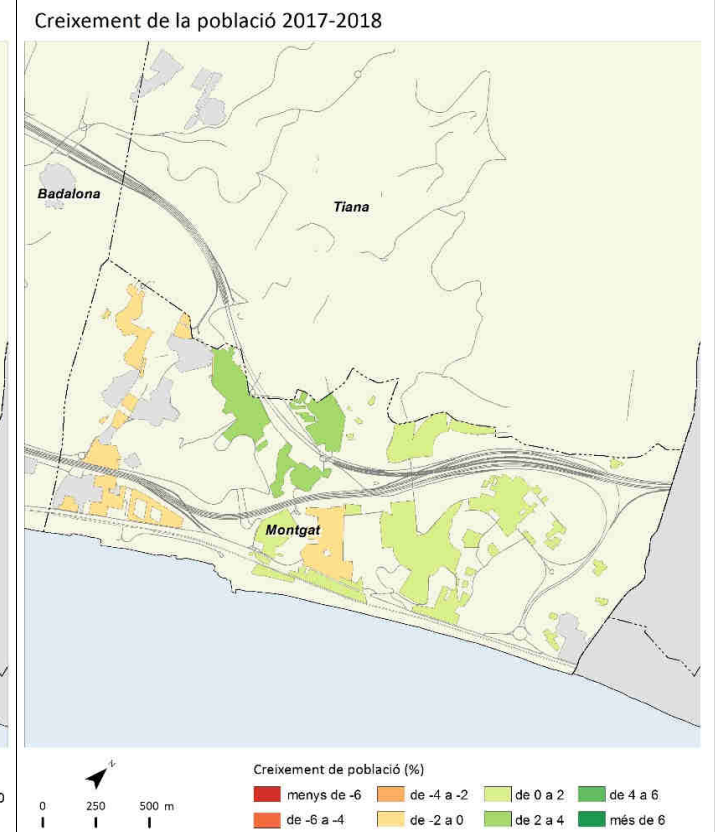 Creixement de la població 2017-2018
Badalona
Tiana
Montgat
N
0 250 500 m
Creixement de població (%)
menys de -6
de -4 a -2
de 0 a 2
de 4 a 6
de -6 a -4
de -2 a 0
de 2 a 4
més de 6